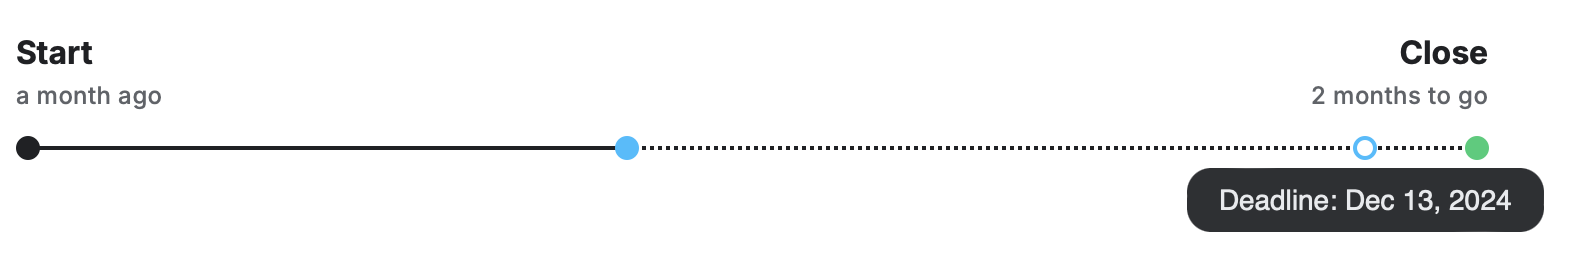 Start
Close
a month ago
2 months to go
Deadline: Dec 13, 2024